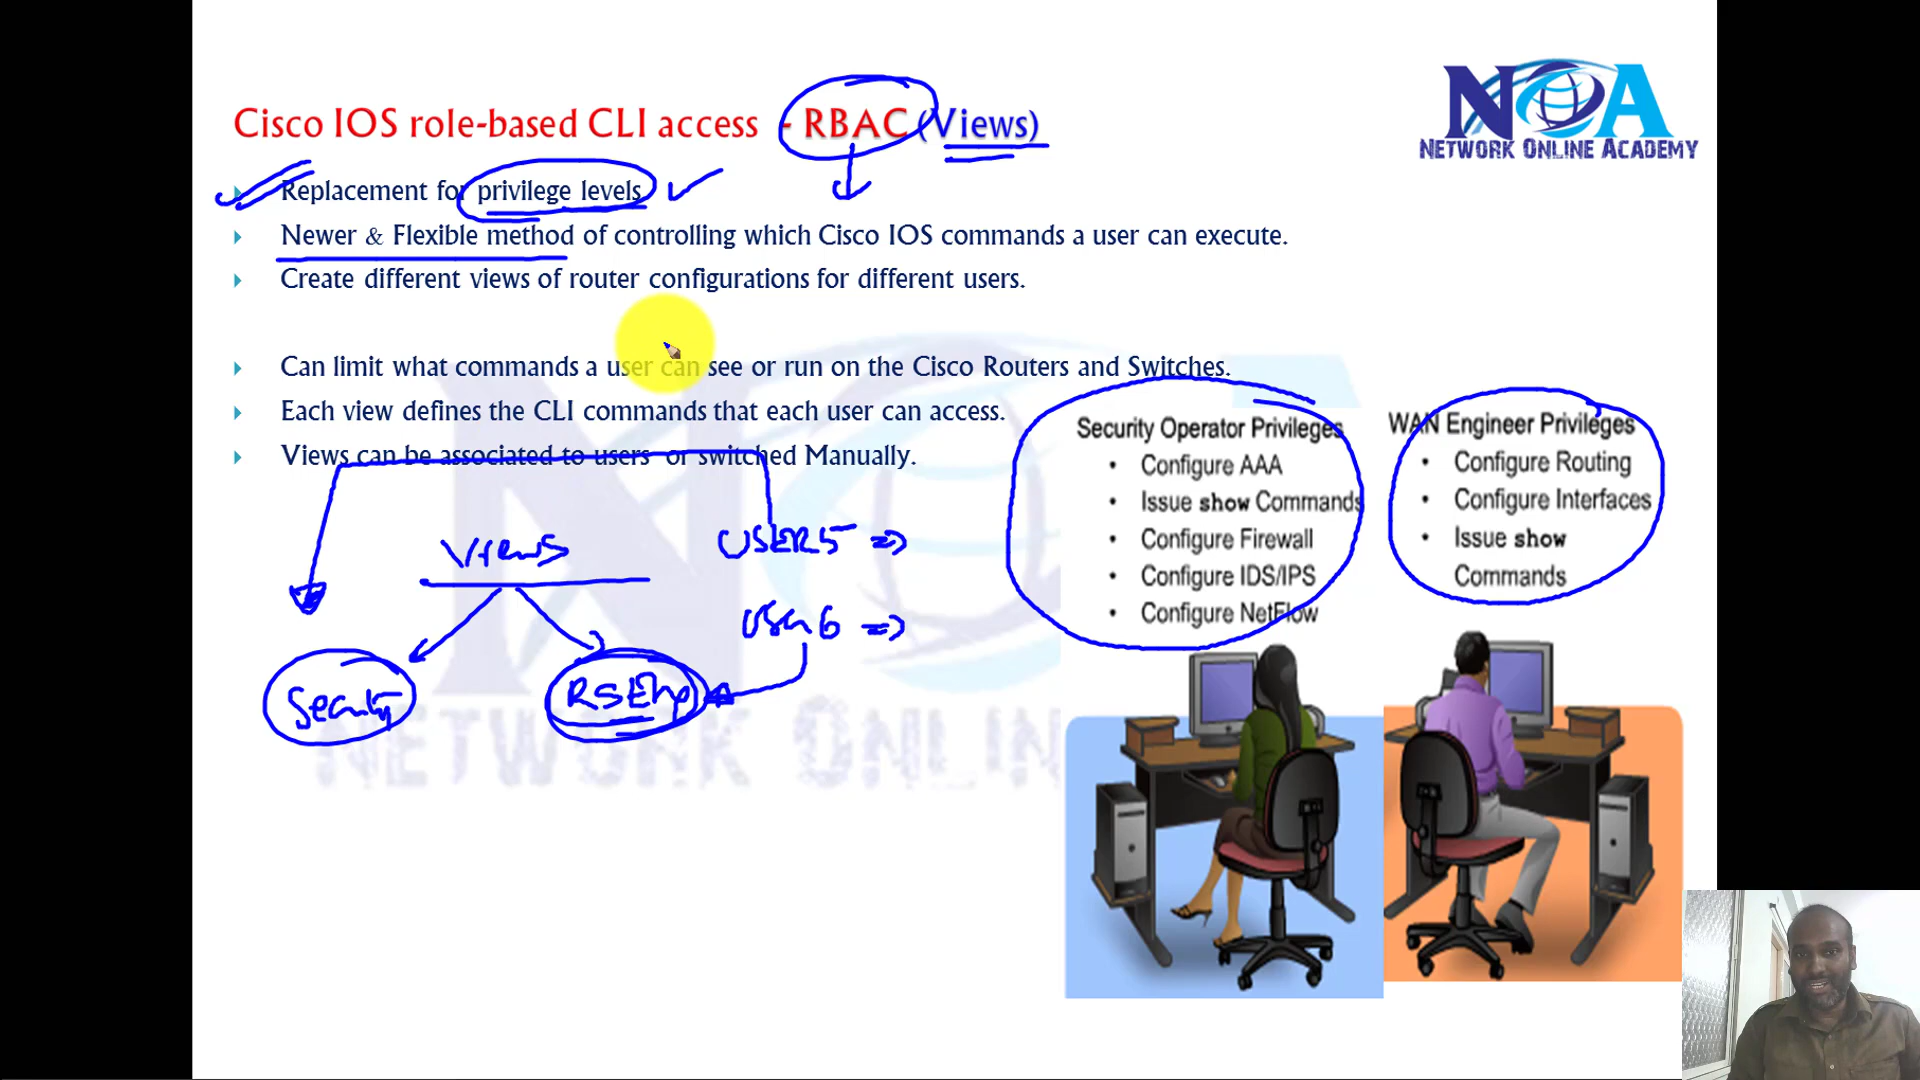 NOA
NETWORK ONLINE ACADEMY
Cisco IOS role-based CLI access - RBAC (Views)
Replacement for privilege levels
Newer & Flexible method of controlling which Cisco IOS commands a user can execute.
Create different views of router configurations for different users.
Can limit what commands a user can see or run on the Cisco Routers and Switches.
Each view defines the CLI commands that each user can access.
Views can be associated to users or switched Manually.
Security Operator Privileges
Configure AAA
Issue show Commands
Configure Firewall
Configure IDS/IPS
Configure NetFlow
WAN Engineer Privileges
Configure Routing
Configure Interfaces
Issue show
Commands
Views
USER5 =>
User6 =>
Security
NETWORK ONLIN